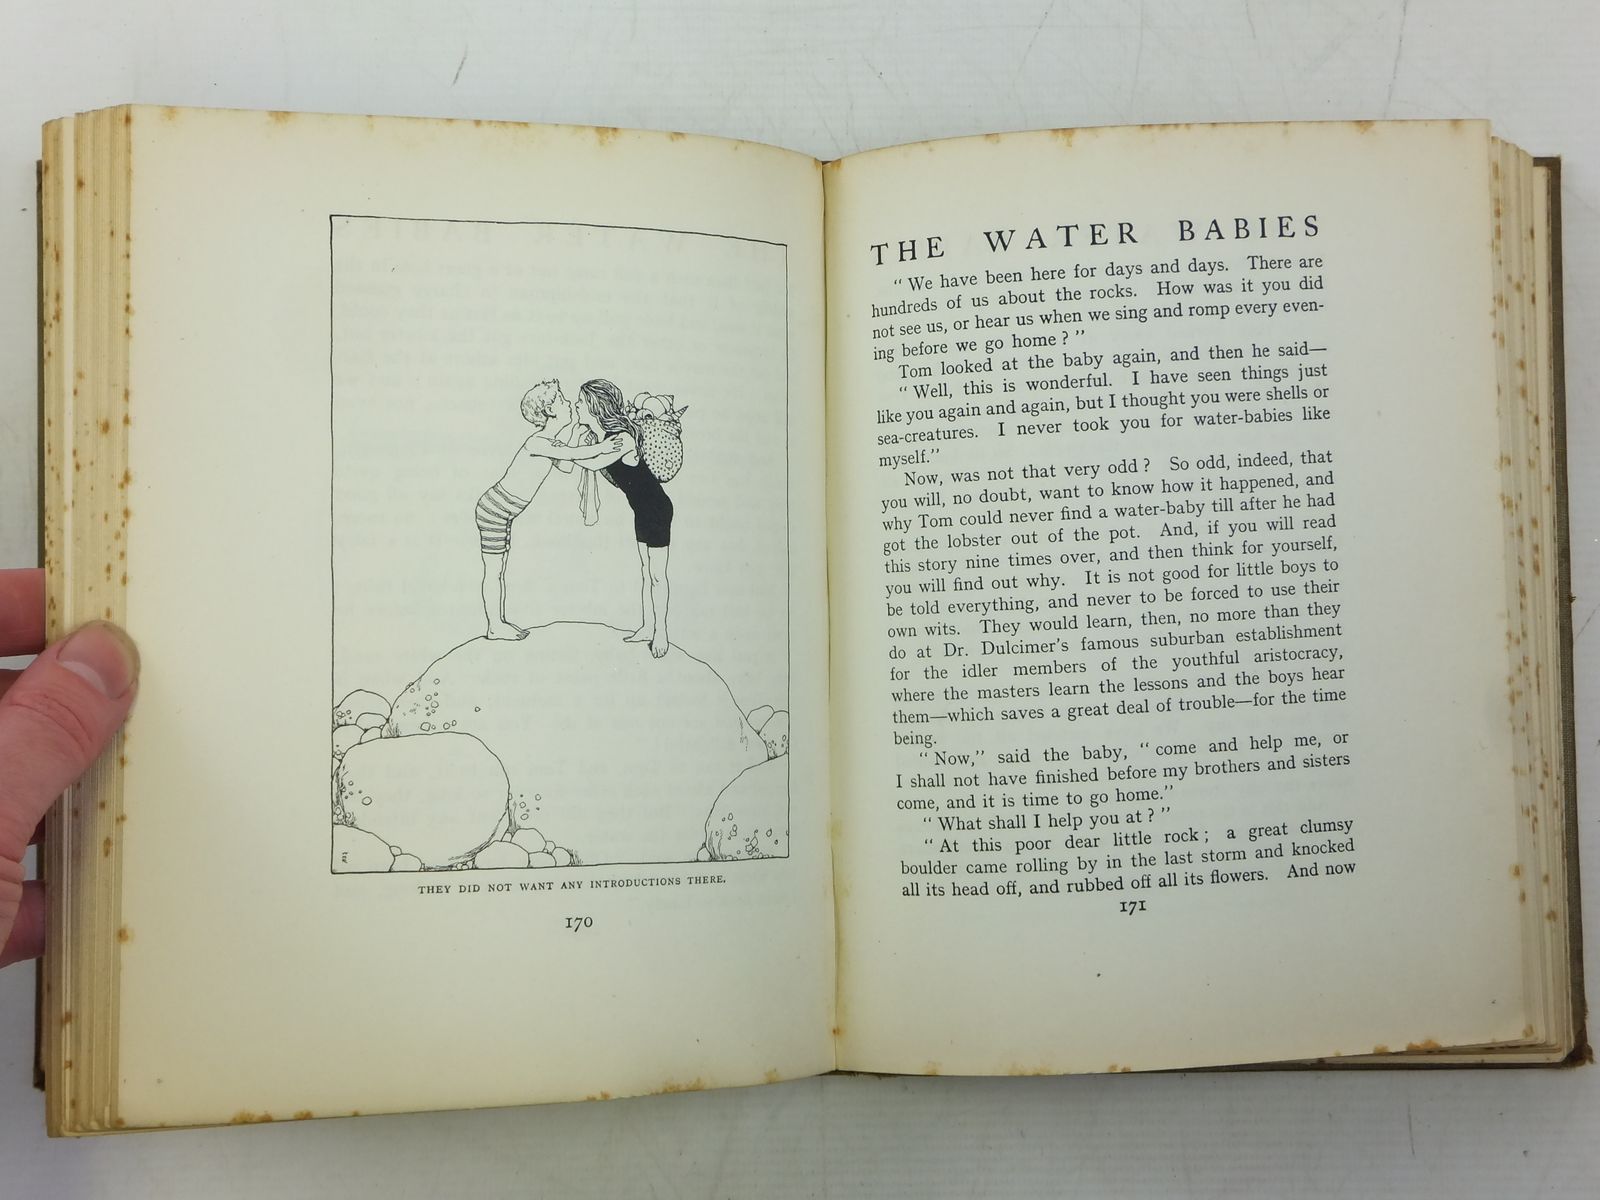 THEY DID NOT WANT ANY INTRODUCTIONS THERE.
170
THE WATER BABIES
“ We have been here for days and days. There are
hundreds of us about the rocks. How was it you did
not see us, or hear us when we sing and romp every even-
ing before we go home ? ”
Tom looked at the baby again, and then he said—
“ Well, this is wonderful. I have seen things just
like you again and again, but I thought you were shells or
sea-creatures. I never took you for water-babies like
myself.”
Now, was not that very odd ? So odd, indeed, that
you will, no doubt, want to know how it happened, and
why Tom could never find a water-baby till after he had
got the lobster out of the pot. And, if you will read
this story nine times over, and then think for yourself,
you will find out why. It is not good for little boys to
be told everything, and never to be forced to use their
own wits. They would learn, then, no more than they
do at Dr. Dulcimer’s famous suburban establishment
for the idler members of the youthful aristocracy,
where the masters learn the lessons and the boys hear
them—which saves a great deal of trouble—for the time
being.
“ Now,” said the baby, “ come and help me, or
I shall not have finished before my brothers and sisters
come, and it is time to go home.”
“ What shall I help you at ? ”
“ At this poor dear little rock ; a great clumsy
boulder came rolling by in the last storm and knocked
all its head off, and rubbed off all its flowers. And now
171